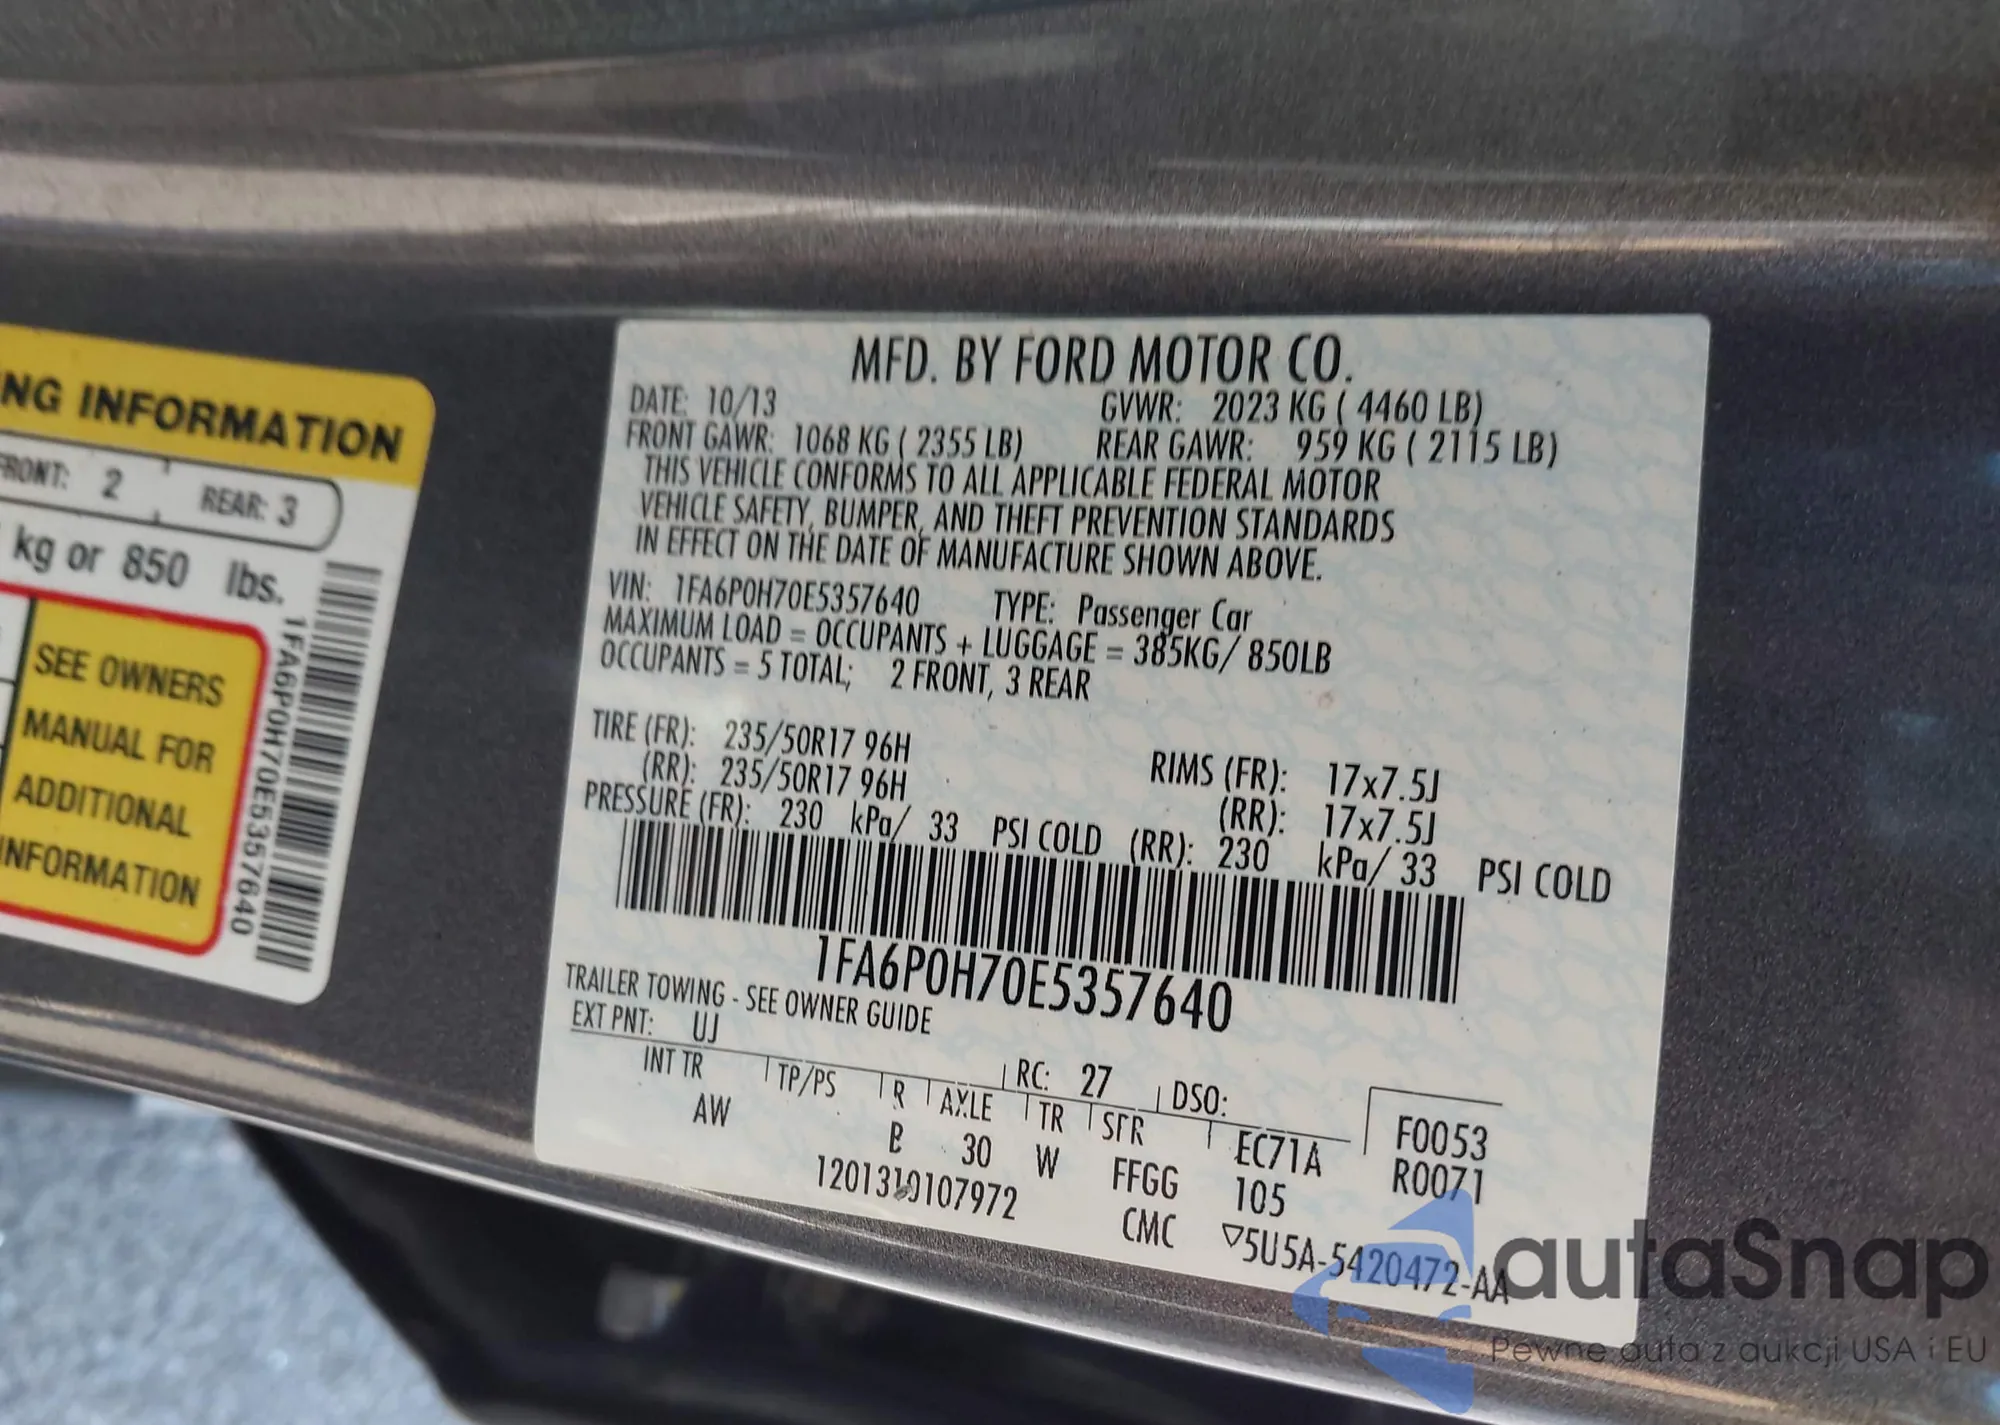 NG INFORMATION
FRONT: 2 REAR: 3
kg or 850 lbs.
SEE OWNERS
MANUAL FOR
ADDITIONAL
INFORMATION
1FA6P0H70E5357640
MFD. BY FORD MOTOR CO.
DATE: 10/13 GVWR: 2023 KG ( 4460 LB)
FRONT GAWR: 1068 KG ( 2355 LB) REAR GAWR: 959 KG ( 2115 LB)
THIS VEHICLE CONFORMS TO ALL APPLICABLE FEDERAL MOTOR
VEHICLE SAFETY, BUMPER, AND THEFT PREVENTION STANDARDS
IN EFFECT ON THE DATE OF MANUFACTURE SHOWN ABOVE.
VIN: 1FA6P0H70E5357640 TYPE: Passenger Car
MAXIMUM LOAD = OCCUPANTS + LUGGAGE = 385KG/ 850LB
OCCUPANTS = 5 TOTAL; 2 FRONT, 3 REAR
TIRE (FR): 235/50R17 96H RIMS (FR): 17x7.5J
(RR): 235/50R17 96H (RR): 17x7.5J
PRESSURE (FR): 230 kPa/ 33 PSI COLD (RR): 230 kPa/ 33 PSI COLD
1FA6P0H70E5357640
TRAILER TOWING - SEE OWNER GUIDE
EXT PNT: UJ RC: 27 DSO:
INT TR TP/PS R AXLE TR SPR EC71A F0053
AW B 30 W FFGG 105 R0071
1201310107972 CMC ▽5U5A-5420472-AA
autaSnap
Pewne auta z aukcji USA i EU